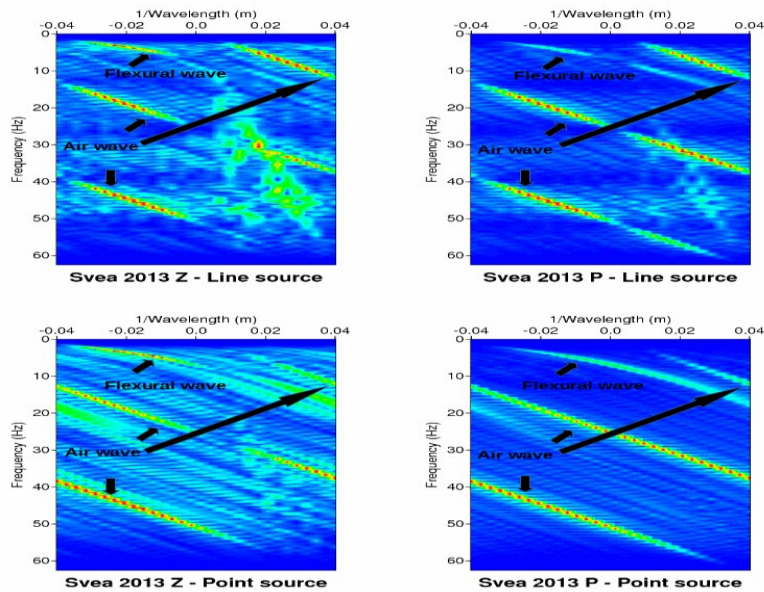 1/Wavelength (m)
-0.04 -0.02 0.0 0.02 0.04
0
10
20
30
40
50
60
Frequency (Hz)
Flexural wave
Air wave
Svea 2013 Z - Line source
1/Wavelength (m)
-0.04 -0.02 0.0 0.02 0.04
0
10
20
30
40
50
60
Frequency (Hz)
Flexural wave
Air wave
Svea 2013 P - Line source
1/Wavelength (m)
-0.04 -0.02 0.0 0.02 0.04
0
10
20
30
40
50
60
Frequency (Hz)
Flexural wave
Air wave
Svea 2013 Z - Point source
1/Wavelength (m)
-0.04 -0.02 0.0 0.02 0.04
0
10
20
30
40
50
60
Frequency (Hz)
Flexural wave
Air wave
Svea 2013 P - Point source